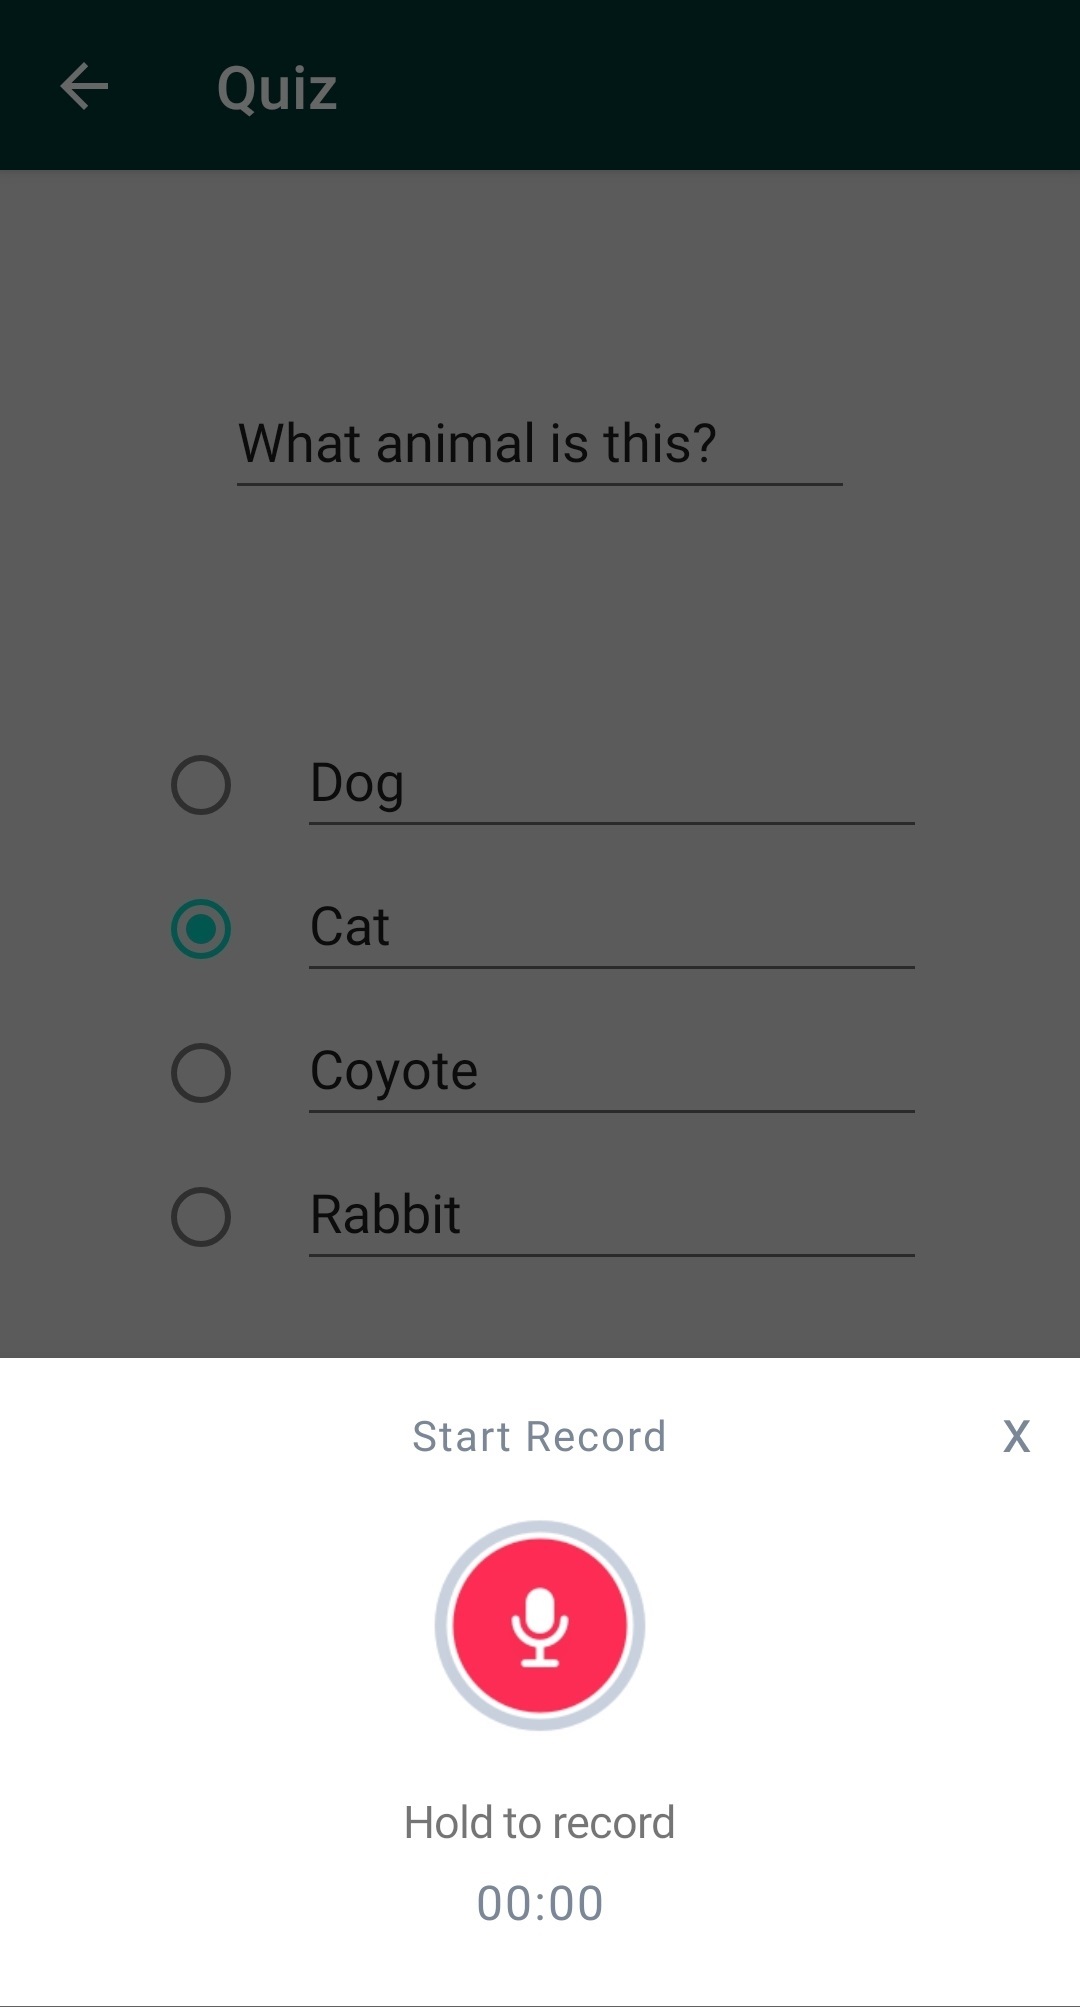 Quiz
What animal is this?
Dog
Cat
Coyote
Rabbit
Start Record X
Hold to record
00:00